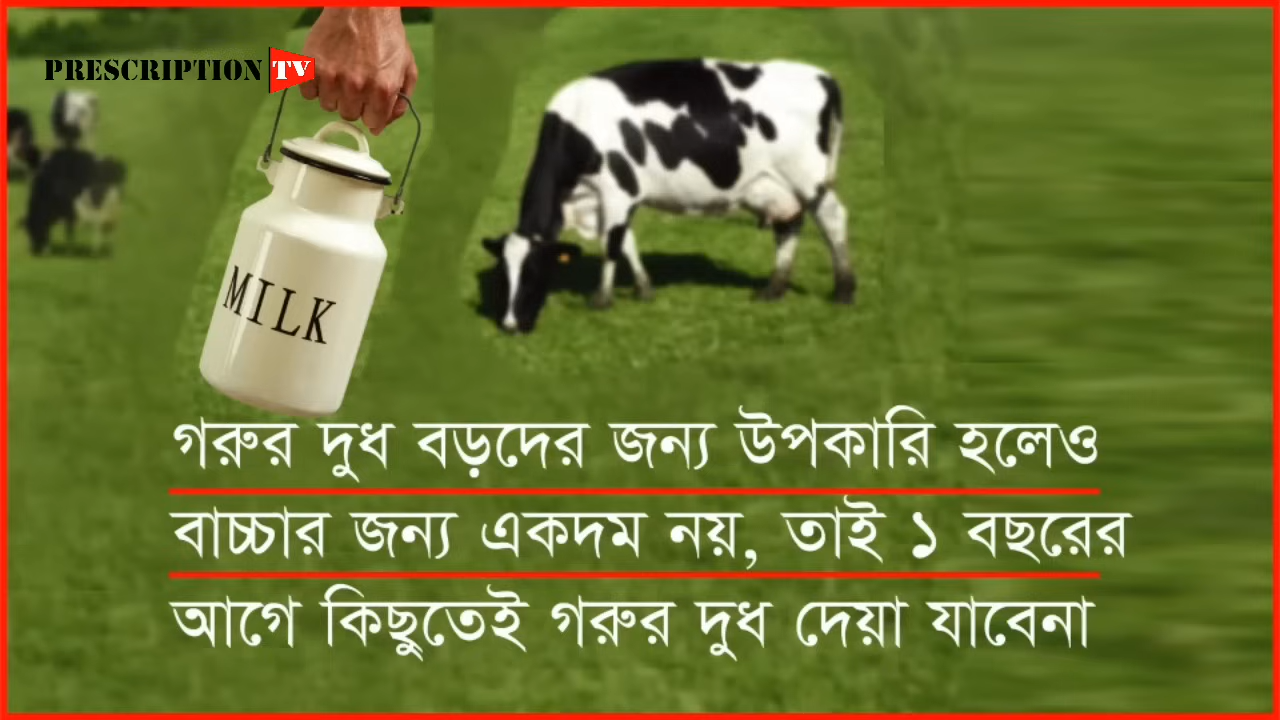 PRESCRIPTION TV
MILK
গরুর দুধ বড়দের জন্য উপকারি হলেও
বাচ্চার জন্য একদম নয়, তাই ১ বছরের
আগে কিছুতেই গরুর দুধ দেয়া যাবেনা